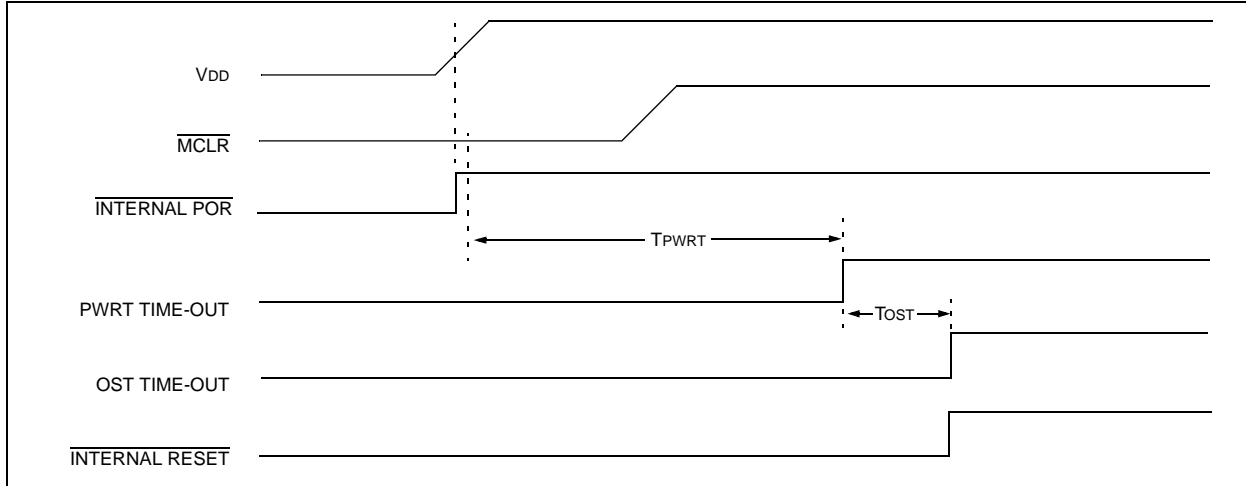 VDD
MCLR
INTERNAL POR
TPWRT
PWRT TIME-OUT
TOST
OST TIME-OUT
INTERNAL RESET